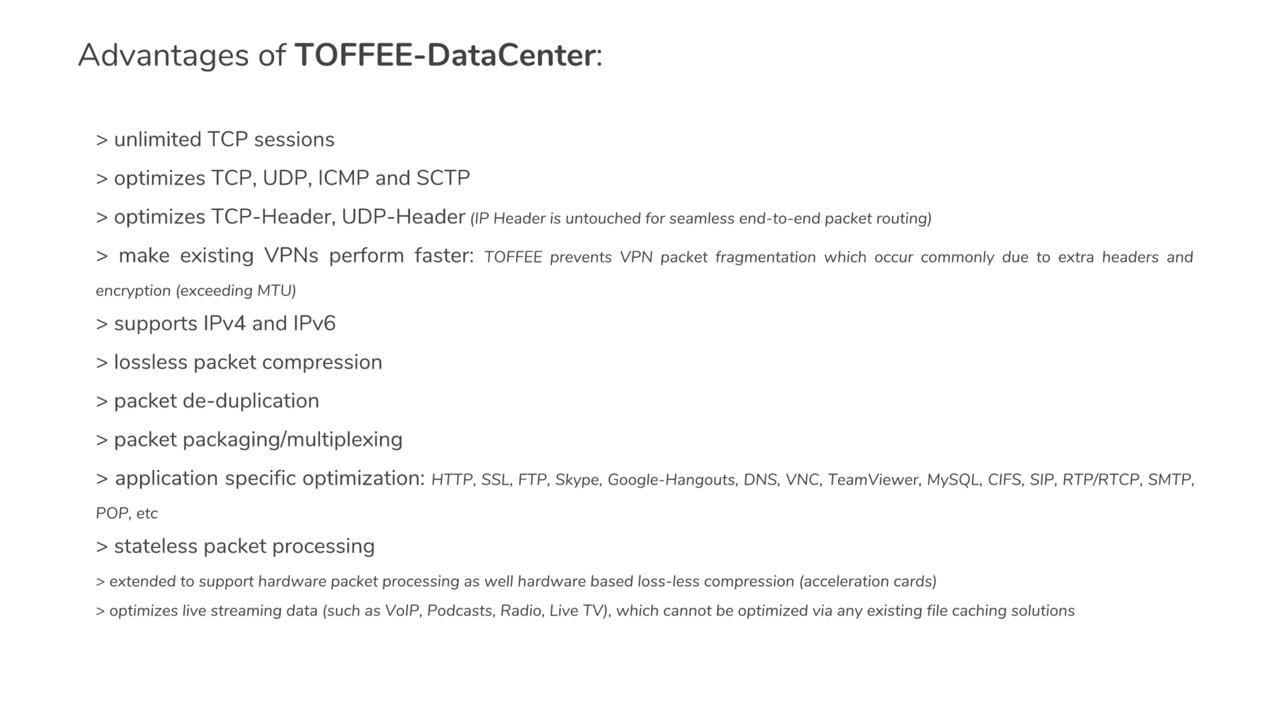 Advantages of TOFFEE-DataCenter:
> unlimited TCP sessions
> optimizes TCP, UDP, ICMP and SCTP
> optimizes TCP-Header, UDP-Header (IP Header is untouched for seamless end-to-end packet routing)
> make existing VPNs perform faster: TOFFEE prevents VPN packet fragmentation which occur commonly due to extra headers and
encryption (exceeding MTU)
> supports IPv4 and IPv6
> lossless packet compression
> packet de-duplication
> packet packaging/multiplexing
> application specific optimization: HTTP, SSL, FTP, Skype, Google-Hangouts, DNS, VNC, TeamViewer, MySQL, CIFS, SIP, RTP/RTCP, SMTP,
POP, etc
> stateless packet processing
> extended to support hardware packet processing as well hardware based loss-less compression (acceleration cards)
> optimizes live streaming data (such as VoIP, Podcasts, Radio, Live TV), which cannot be optimized via any existing file caching solutions